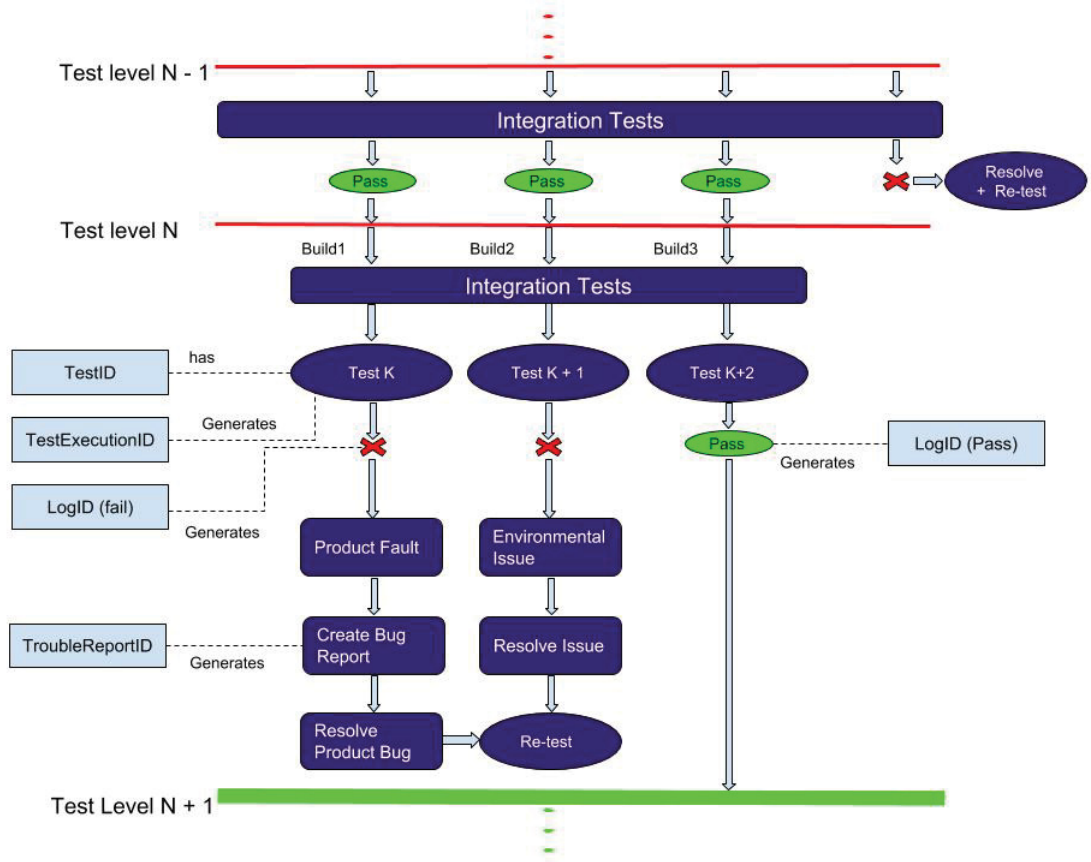 Test level N - 1
Integration Tests
Pass
Pass
Pass
Resolve
+ Re-test
Test level N
Build1
Build2
Build3
Integration Tests
TestID
has
Test K
Test K + 1
Test K+2
TestExecutionID
Generates
Pass
Generates
LogID (Pass)
LogID (fail)
Generates
Product Fault
Environmental
Issue
TroubleReportID
Generates
Create Bug
Report
Resolve Issue
Resolve
Product Bug
Re-test
Test Level N + 1